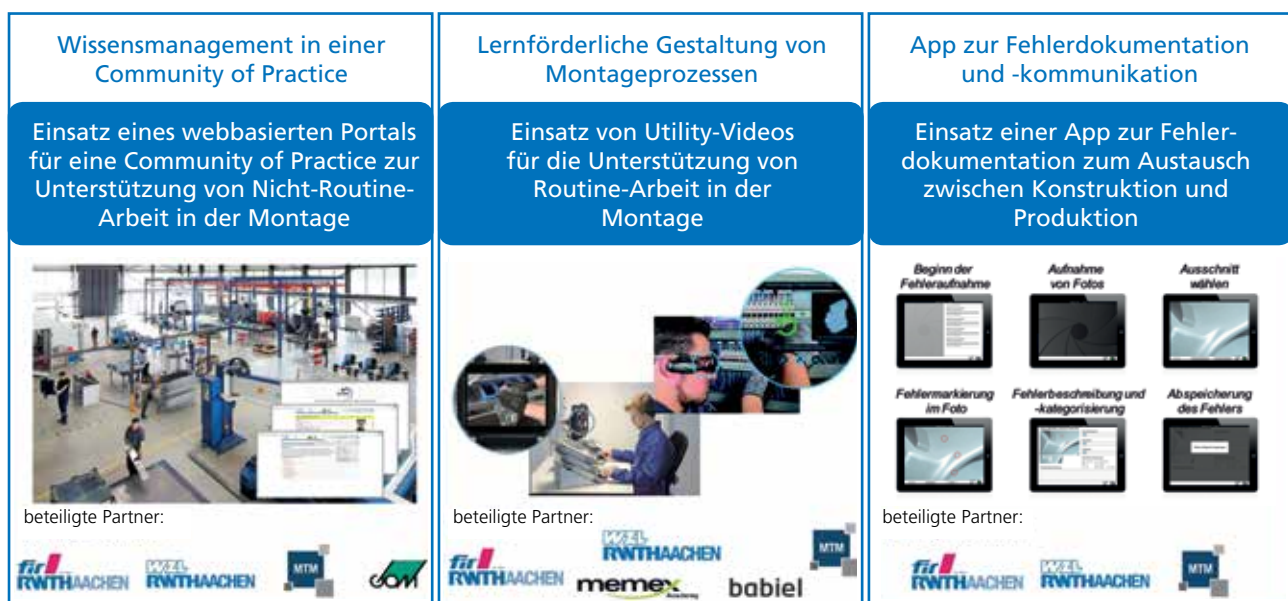 Wissensmanagement in einer
Community of Practice
Einsatz eines webbasierten Portals
für eine Community of Practice zur
Unterstützung von Nicht-Routine-
Arbeit in der Montage
beteiligte Partner:
fir
RWTHAACHEN
WZL
RWTHAACHEN
MTM
Lernförderliche Gestaltung von
Montageprozessen
Einsatz von Utility-Videos
für die Unterstützung von
Routine-Arbeit in der
Montage
beteiligte Partner:
fir
RWTHAACHEN
WZL
RWTHAACHEN
memex
babiel
MTM
App zur Fehlerdokumentation
und -kommunikation
Einsatz einer App zur Fehler-
dokumentation zum Austausch
zwischen Konstruktion und
Produktion
Beginn der
Fehleraufnahme
Aufnahme
von Fotos
Ausschnitt
wählen
Fehlermarkierung
im Foto
Fehlerbeschreibung und
-kategorisierung
Abspeicherung
des Fehlers
beteiligte Partner:
fir
RWTHAACHEN
WZL
RWTHAACHEN
MTM